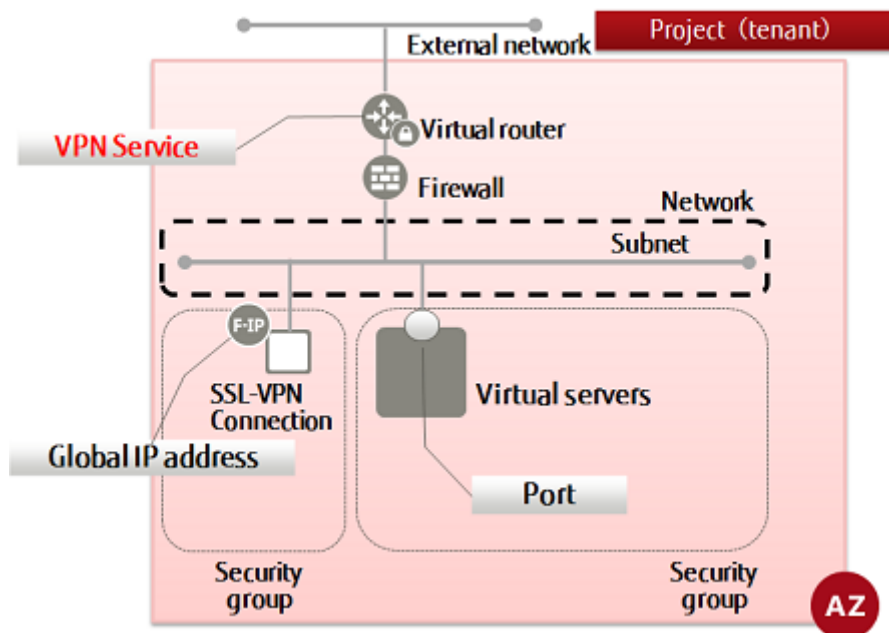 Project (tenant)
External network
VPN Service
Virtual router
Firewall
Network
Subnet
F-IP
SSL-VPN
Connection
Virtual servers
Global IP address
Port
Security
group
Security
group
AZ